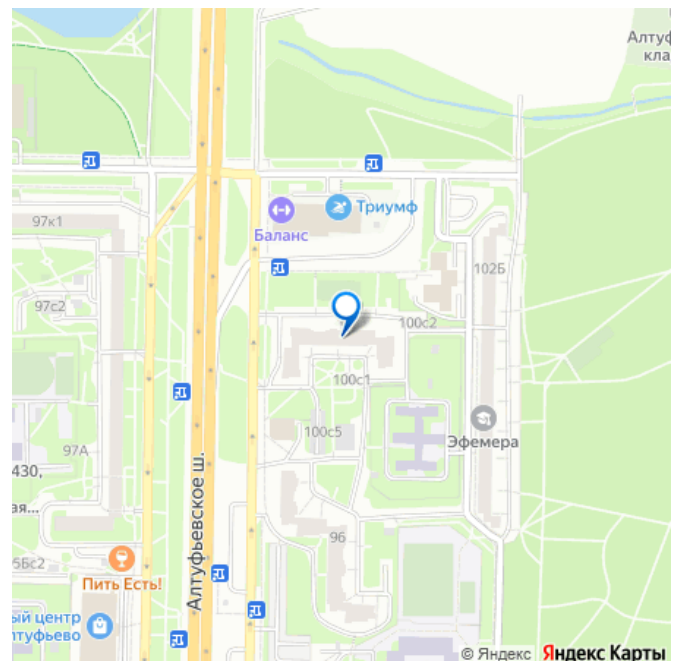 Алтуф
кла
97к1
Баланс
Триумф
102Б
97с2
100с2
100с1
100с5
Эфемера
97А
430,
ая...
Алтуфьевское ш.
96
5Бс2
Пить Есть!
ый центр
лтуфьево
© Яндекс Яндекс Карты